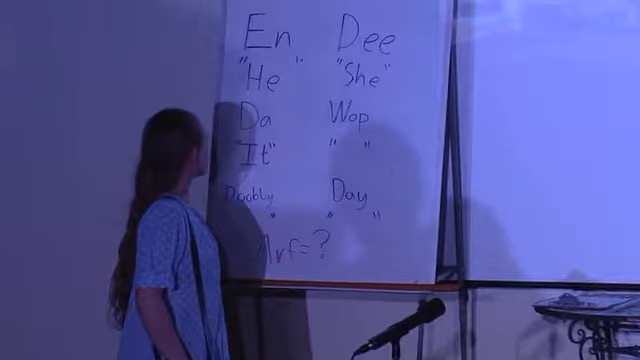 En Dee
"He" "She"
Da Wop
"It" " "
Doobly Day
" " "
Arf=?